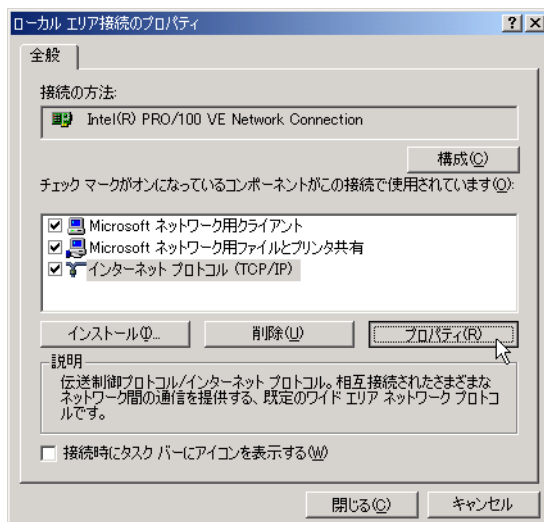 ローカル エリア接続のプロパティ
全般
接続の方法:
Intel(R) PRO/100 VE Network Connection
構成(C)
チェック マークがオンになっているコンポーネントがこの接続で使用されています(O):
Microsoft ネットワーク用クライアント
Microsoft ネットワーク用ファイルとプリンタ共有
インターネット プロトコル (TCP/IP)
インストール(I)... 削除(U) プロパティ(R)
説明
伝送制御プロトコル/インターネット プロトコル。相互接続されたさまざまな
ネットワーク間の通信を提供する、既定のワイド エリア ネットワーク プロトコ
ルです。
接続時にタスク バーにアイコンを表示する(W)
閉じる(C) キャンセル